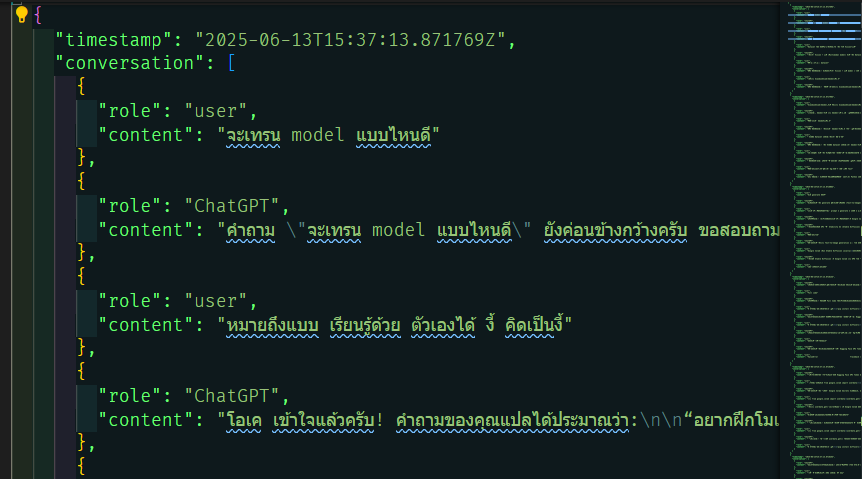 {
"timestamp": "2025-06-13T15:37:13.871769Z",
"conversation": [
{
"role": "user",
"content": "จะเทรน model แบบไหนดี"
},
{
"role": "ChatGPT",
"content": "คำถาม \"จะเทรน model แบบไหนดี\" ยังค่อนข้างกว้างครับ ขอสอบถาม
},
{
"role": "user",
"content": "หมายถึงแบบ เรียนรู้ด้วย ตัวเองได้ งี้ คิดเป็นงี้"
},
{
"role": "ChatGPT",
"content": "โอเค เข้าใจแล้วครับ! คำถามของคุณแปลได้ประมาณว่า:\n\n“อยากฝึกโมเ
},
{